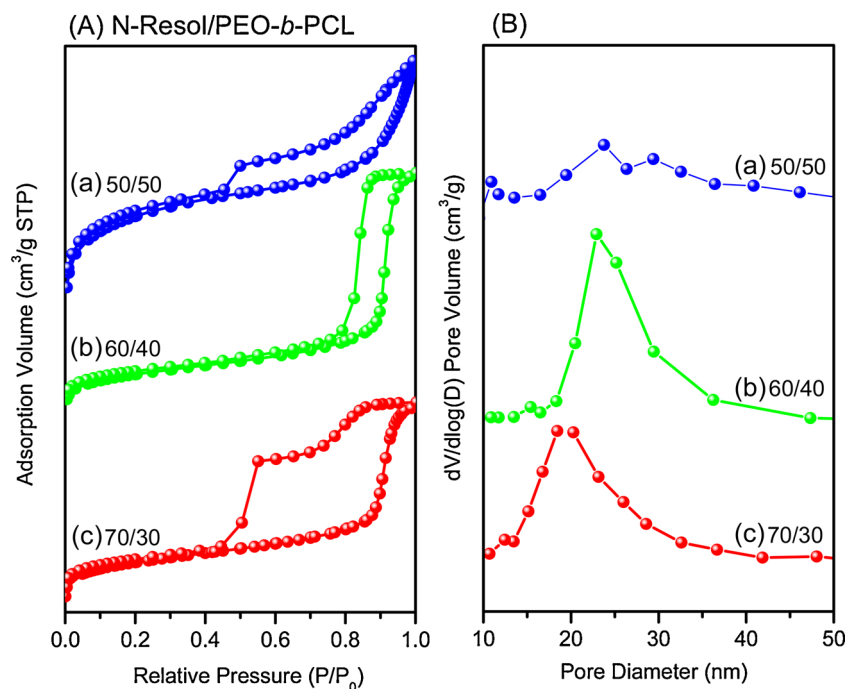 (A) N-Resol/PEO-b-PCL
(B)
Adsorption Volume (cm³/g STP)
(a) 50/50
(b) 60/40
(c) 70/30
0.0 0.2 0.4 0.6 0.8 1.0
Relative Pressure (P/P₀)
dV/dlog(D) Pore Volume (cm³/g)
(a) 50/50
(b) 60/40
(c) 70/30
10 20 30 40 50
Pore Diameter (nm)